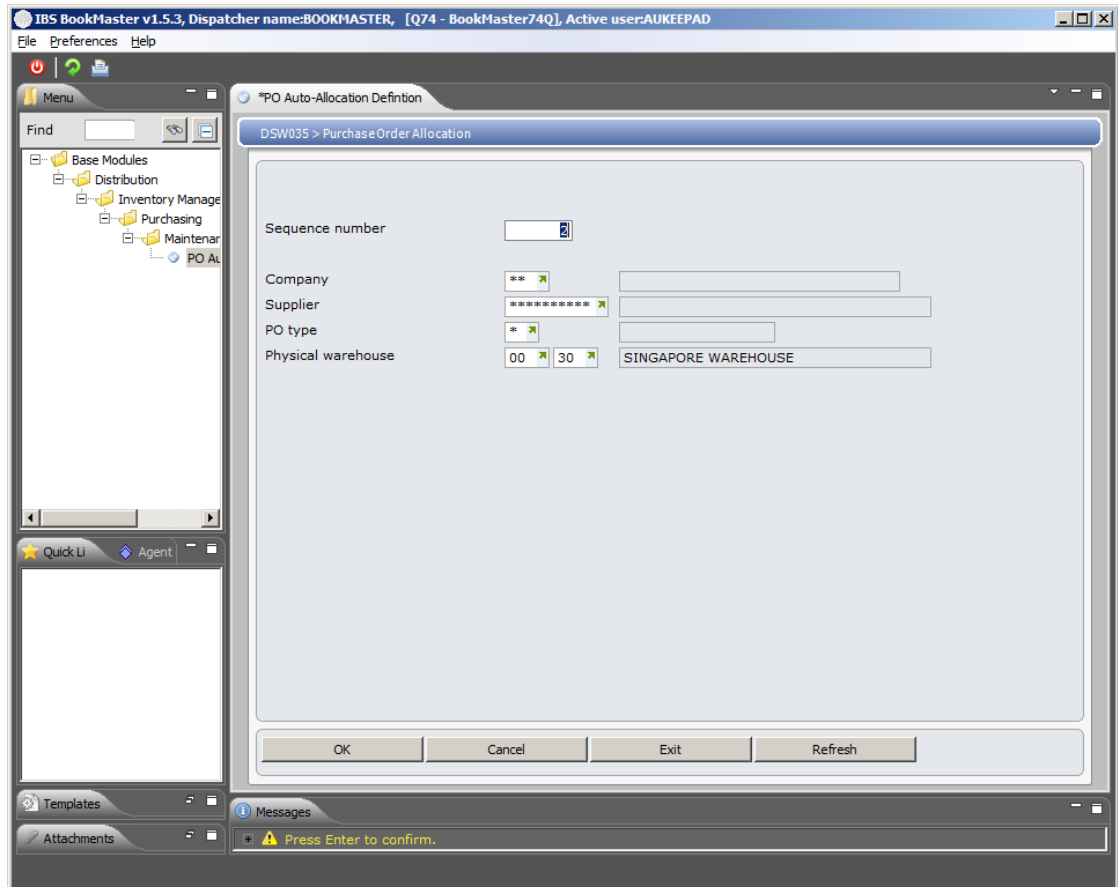 IBS BookMaster v1.5.3, Dispatcher name:BOOKMASTER, [Q74 - BookMaster74Q], Active user:AUKEEPAD
File Preferences Help
Menu
Find
Base Modules
Distribution
Inventory Manage
Purchasing
Maintenar
PO Au
Quick Li Agent
Templates
Attachments
*PO Auto-Allocation Defintion
DSW035 > Purchase Order Allocation
Sequence number 2
Company **
Supplier **********
PO type *
Physical warehouse 00 30 SINGAPORE WAREHOUSE
OK Cancel Exit Refresh
Messages
Press Enter to confirm.